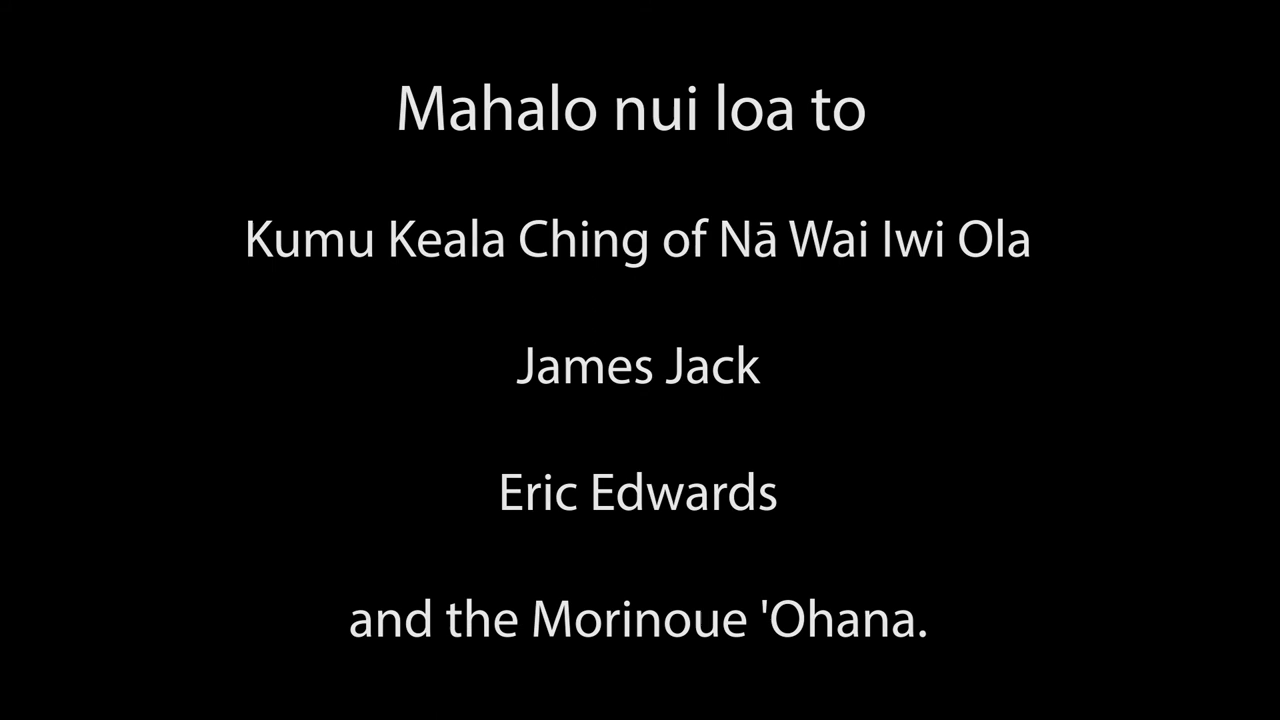 Mahalo nui loa to
Kumu Keala Ching of Nā Wai Iwi Ola
James Jack
Eric Edwards
and the Morinoue 'Ohana.